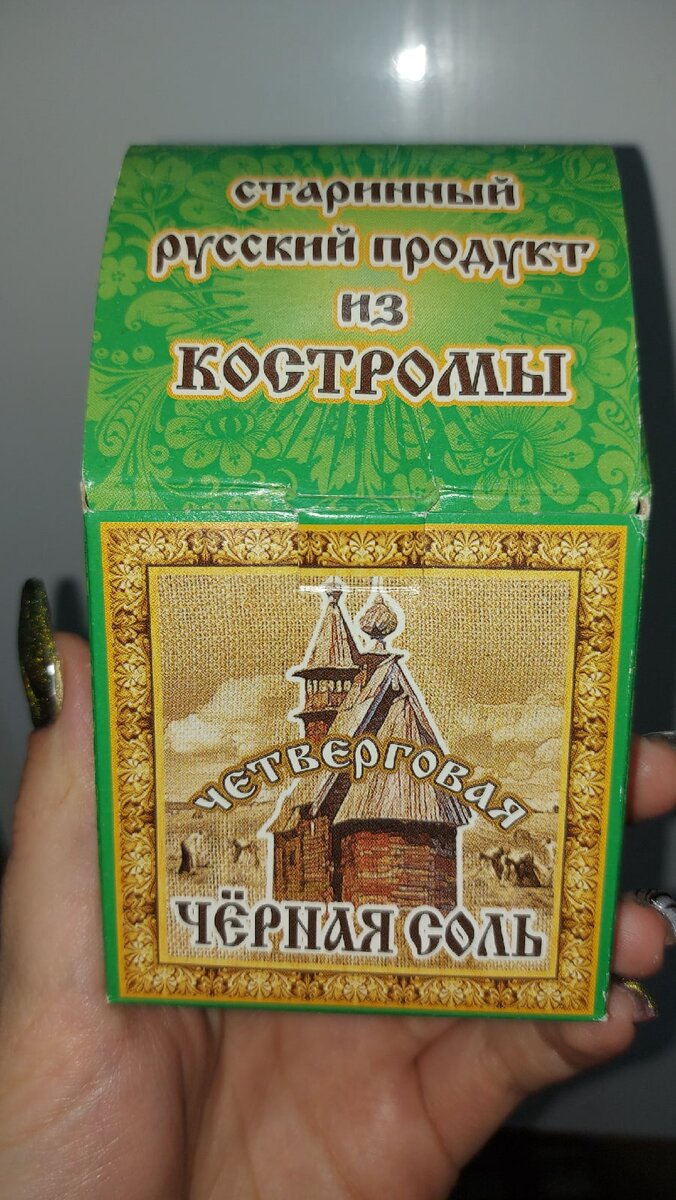 старинный
русский продукт
из
КОСТРОМЫ
ЧЕТВЕРГОВАЯ
ЧЁРНАЯ СОЛЬ